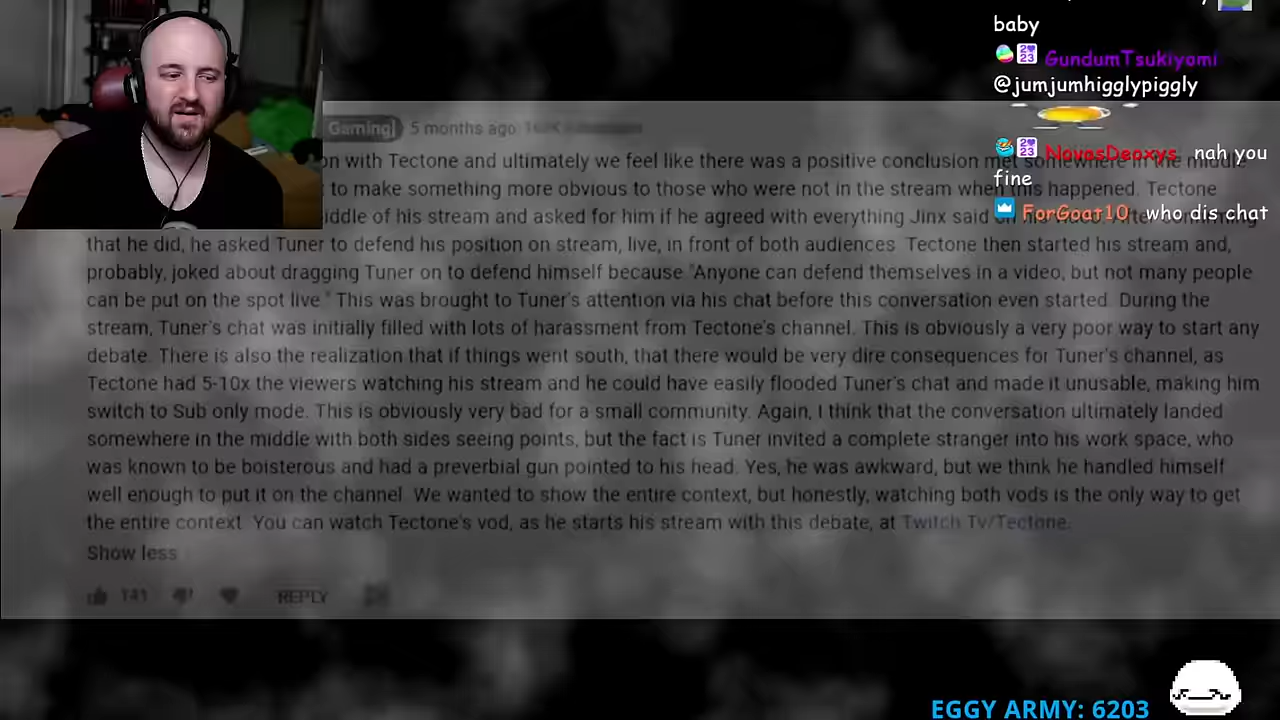 baby
GundumTsukiyomi
@jumjumhigglypiggly
NovosDeoxys nah you
fine
ForGoat10 who dis chat
Gaming] 5 months ago
n with Tectone and ultimately we feel like there was a positive conclusion met somewhere in the middle
to make something more obvious to those who were not in the stream when this happened. Tectone
iddle of his stream and asked for him if he agreed with everything Jinx said on his video. After confirming
that he did, he asked Tuner to defend his position on stream, live, in front of both audiences. Tectone then started his stream and,
probably, joked about dragging Tuner on to defend himself because "Anyone can defend themselves in a video, but not many people
can be put on the spot live." This was brought to Tuner's attention via his chat before this conversation even started. During the
stream, Tuner's chat was initially filled with lots of harassment from Tectone's channel. This is obviously a very poor way to start any
debate. There is also the realization that if things went south, that there would be very dire consequences for Tuner's channel, as
Tectone had 5-10x the viewers watching his stream and he could have easily flooded Tuner's chat and made it unusable, making him
switch to Sub only mode. This is obviously very bad for a small community. Again, I think that the conversation ultimately landed
somewhere in the middle with both sides seeing points, but the fact is Tuner invited a complete stranger into his work space, who
was known to be boisterous and had a preverbial gun pointed to his head. Yes, he was awkward, but we think he handled himself
well enough to put it on the channel. We wanted to show the entire context, but honestly, watching both vods is the only way to get
the entire context. You can watch Tectone's vod, as he starts his stream with this debate, at Twitch.Tv/Tectone.
Show less
141 REPLY
EGGY ARMY: 6203